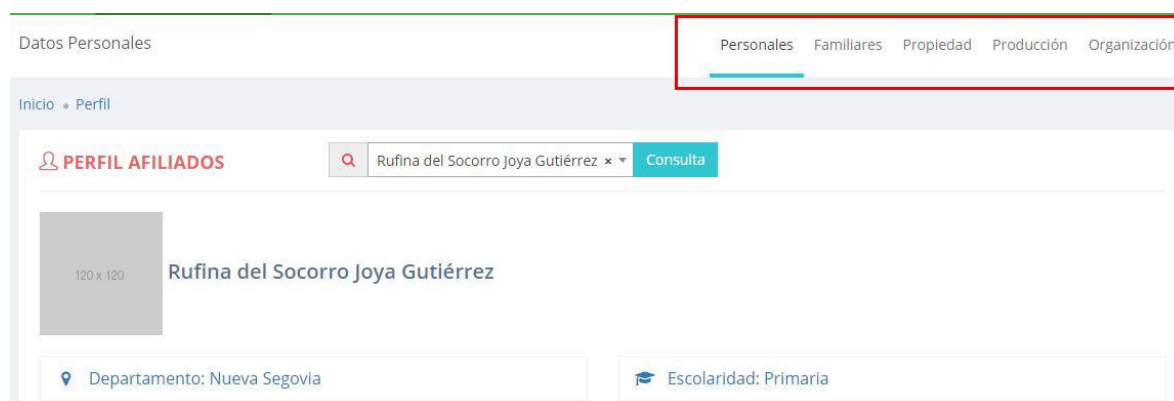 Datos Personales
Personales Familiares Propiedad Producción Organización
Inicio • Perfil
PERFIL AFILIADOS
Rufina del Socorro Joya Gutiérrez × Consulta
120 x 120
Rufina del Socorro Joya Gutiérrez
Departamento: Nueva Segovia
Escolaridad: Primaria